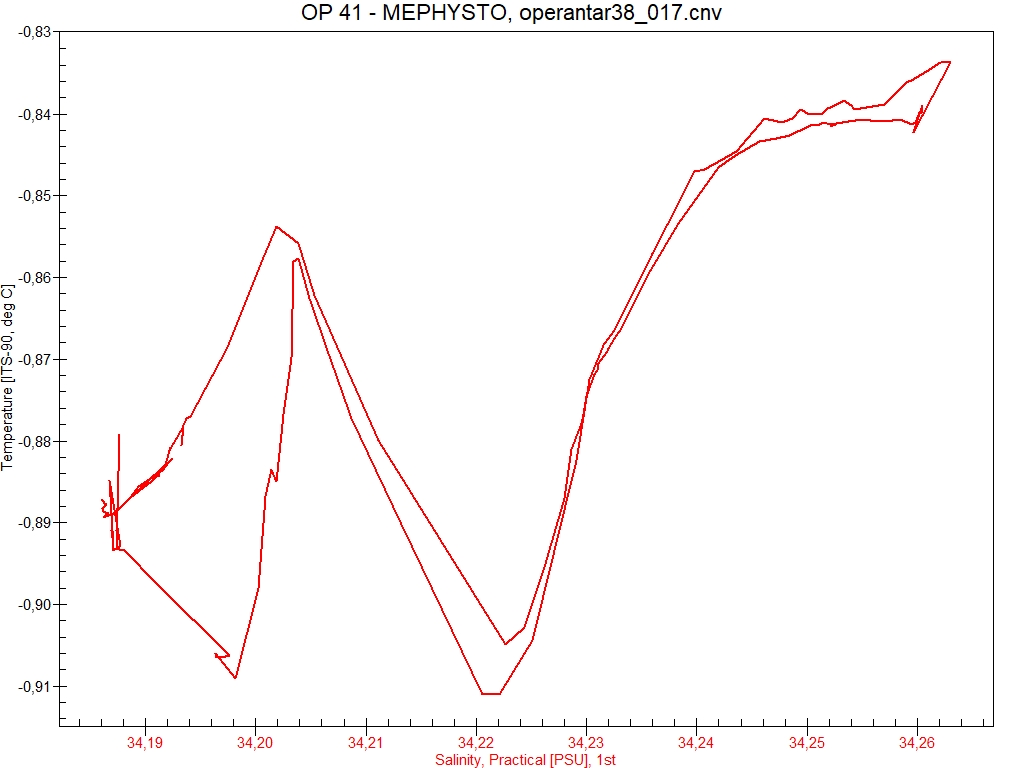 OP 41 - MEPHYSTO, operantar38_017.cnv
-0,83
-0,84
-0,85
-0,86
-0,87
-0,88
-0,89
-0,90
-0,91
Temperature [ITS-90, deg C]
34,19 34,20 34,21 34,22 34,23 34,24 34,25 34,26
Salinity, Practical [PSU], 1st